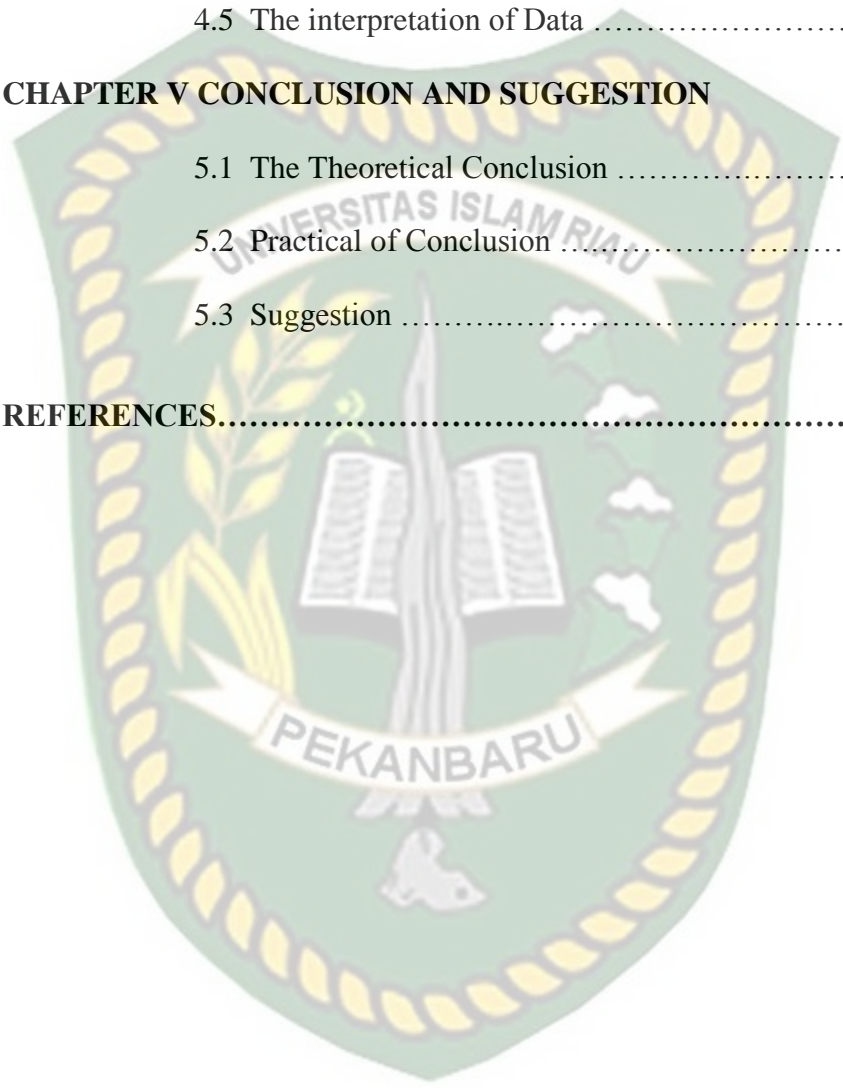 4.5 The interpretation of Data ……………………
CHAPTER V CONCLUSION AND SUGGESTION
5.1 The Theoretical Conclusion ……………………
UNIVERSITAS ISLAM RIAU
5.2 Practical of Conclusion …………………………
5.3 Suggestion ………………………………………
REFERENCES……………………………………………………
PEKANBARU